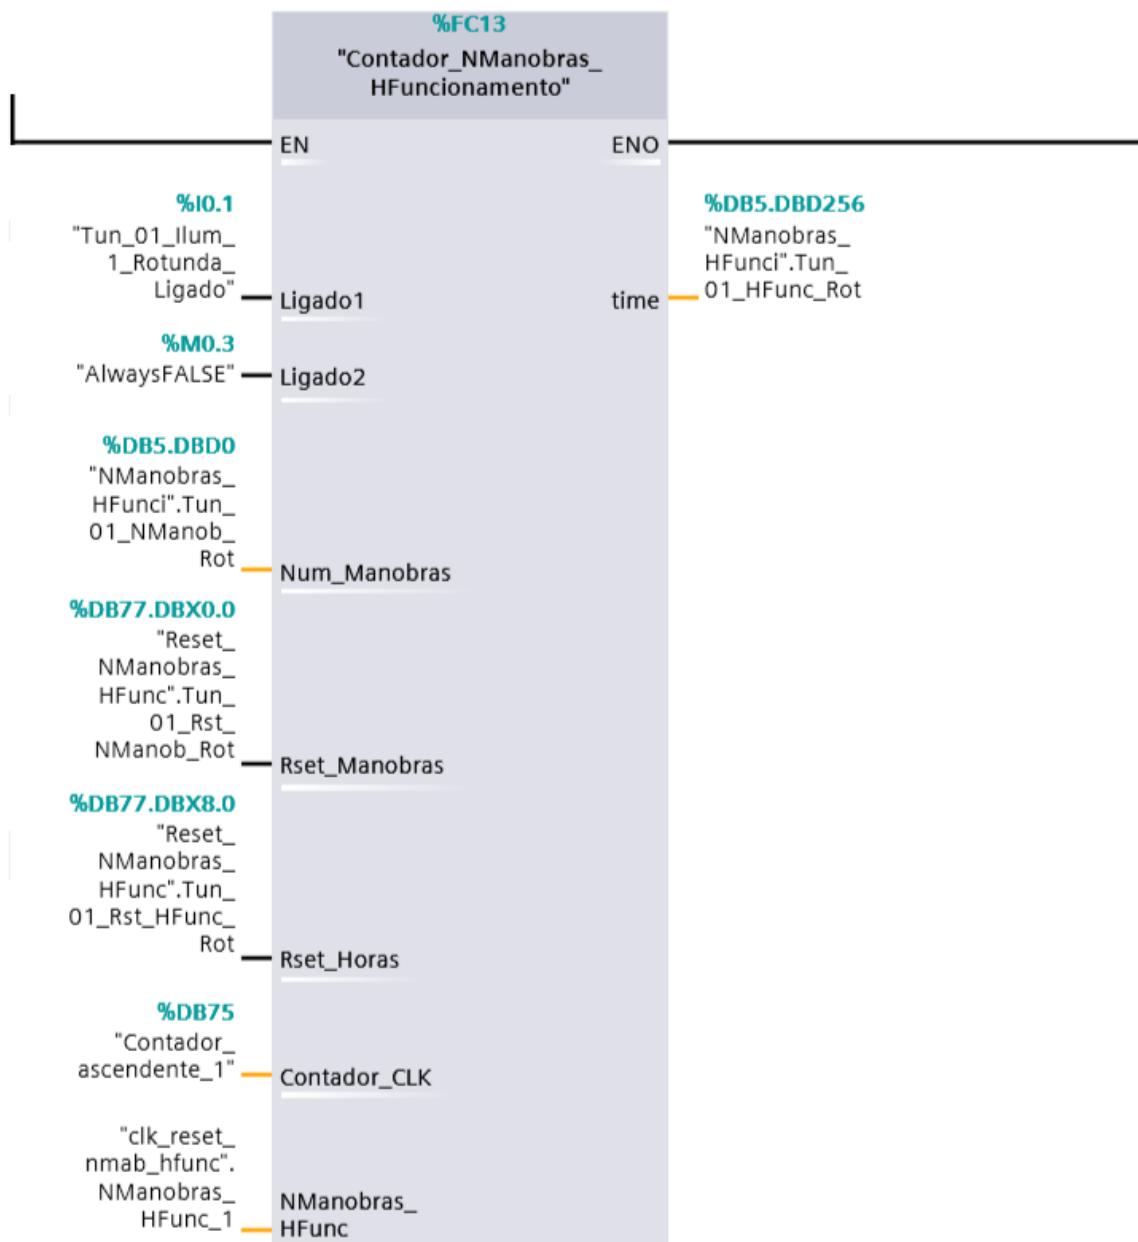 %FC13
"Contador_NManobras_
HFuncionamento"
EN
ENO
%I0.1
"Tun_01_Ilum_
1_Rotunda_
Ligado"
Ligado1
%DB5.DBD256
"NManobras_
HFunci".Tun_
01_HFunc_Rot
time
%M0.3
"AlwaysFALSE"
Ligado2
%DB5.DBD0
"NManobras_
HFunci".Tun_
01_NManob_
Rot
Num_Manobras
%DB77.DBX0.0
"Reset_
NManobras_
HFunc".Tun_
01_Rst_
NManob_Rot
Rset_Manobras
%DB77.DBX8.0
"Reset_
NManobras_
HFunc".Tun_
01_Rst_HFunc_
Rot
Rset_Horas
%DB75
"Contador_
ascendente_1"
Contador_CLK
"clk_reset_
nmab_hfunc".
NManobras_
HFunc_1
NManobras_
HFunc